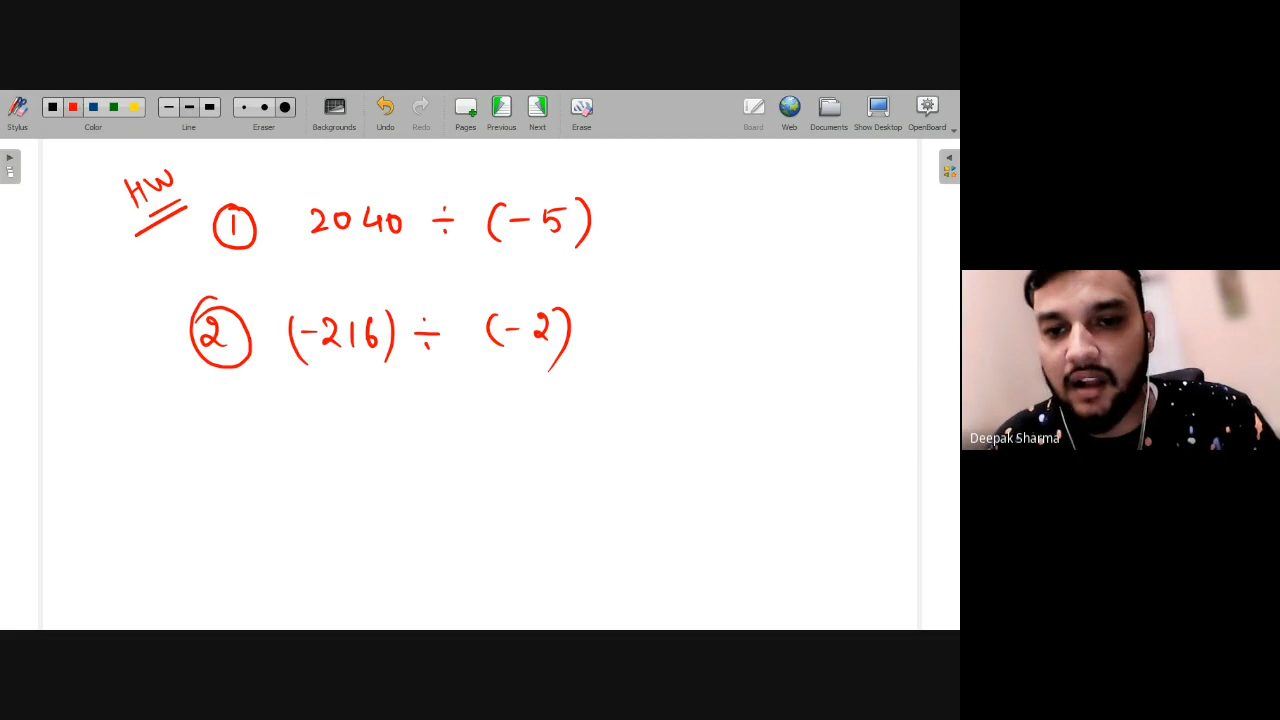 Stylus
Color
Line
Eraser
Backgrounds
Undo
Redo
Pages
Previous
Next
Erase
Board
Web
Documents
Show Desktop
OpenBoard
HW
1 2040 ÷ (-5)
2 (-216) ÷ (-2)
Deepak Sharma